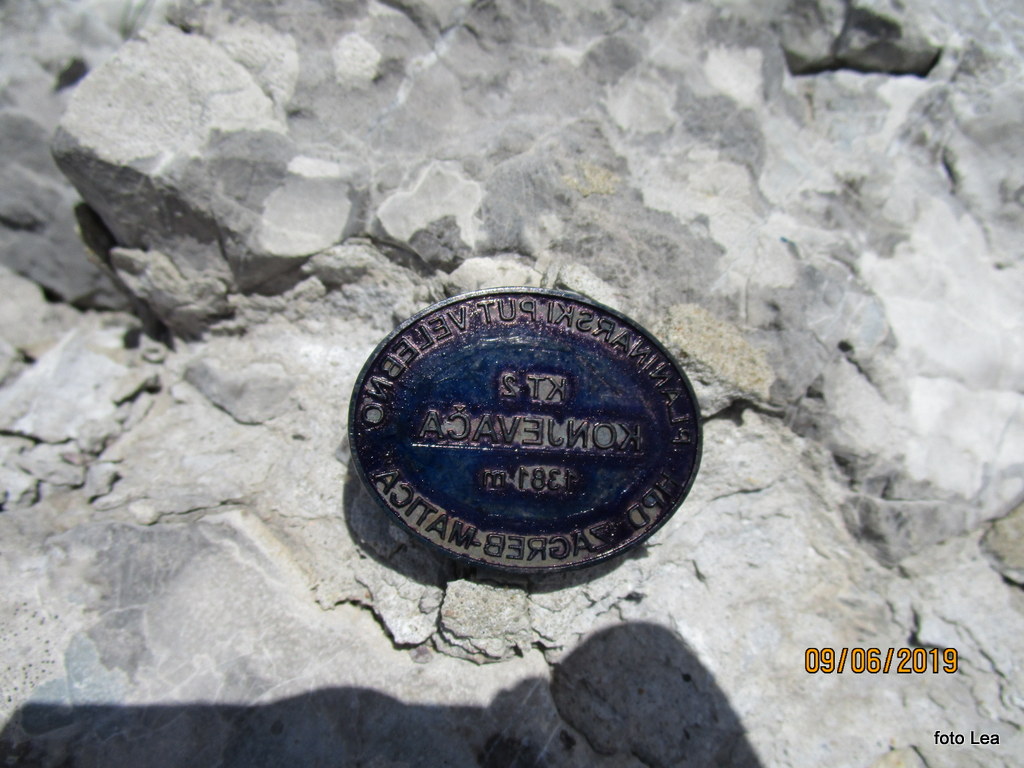 PLANINARSKI PUT VELEBNO
KT 2
KONJEVAČA
1381 m
HPD-ZAGREB-MATICA
09/06/2019
foto Lea